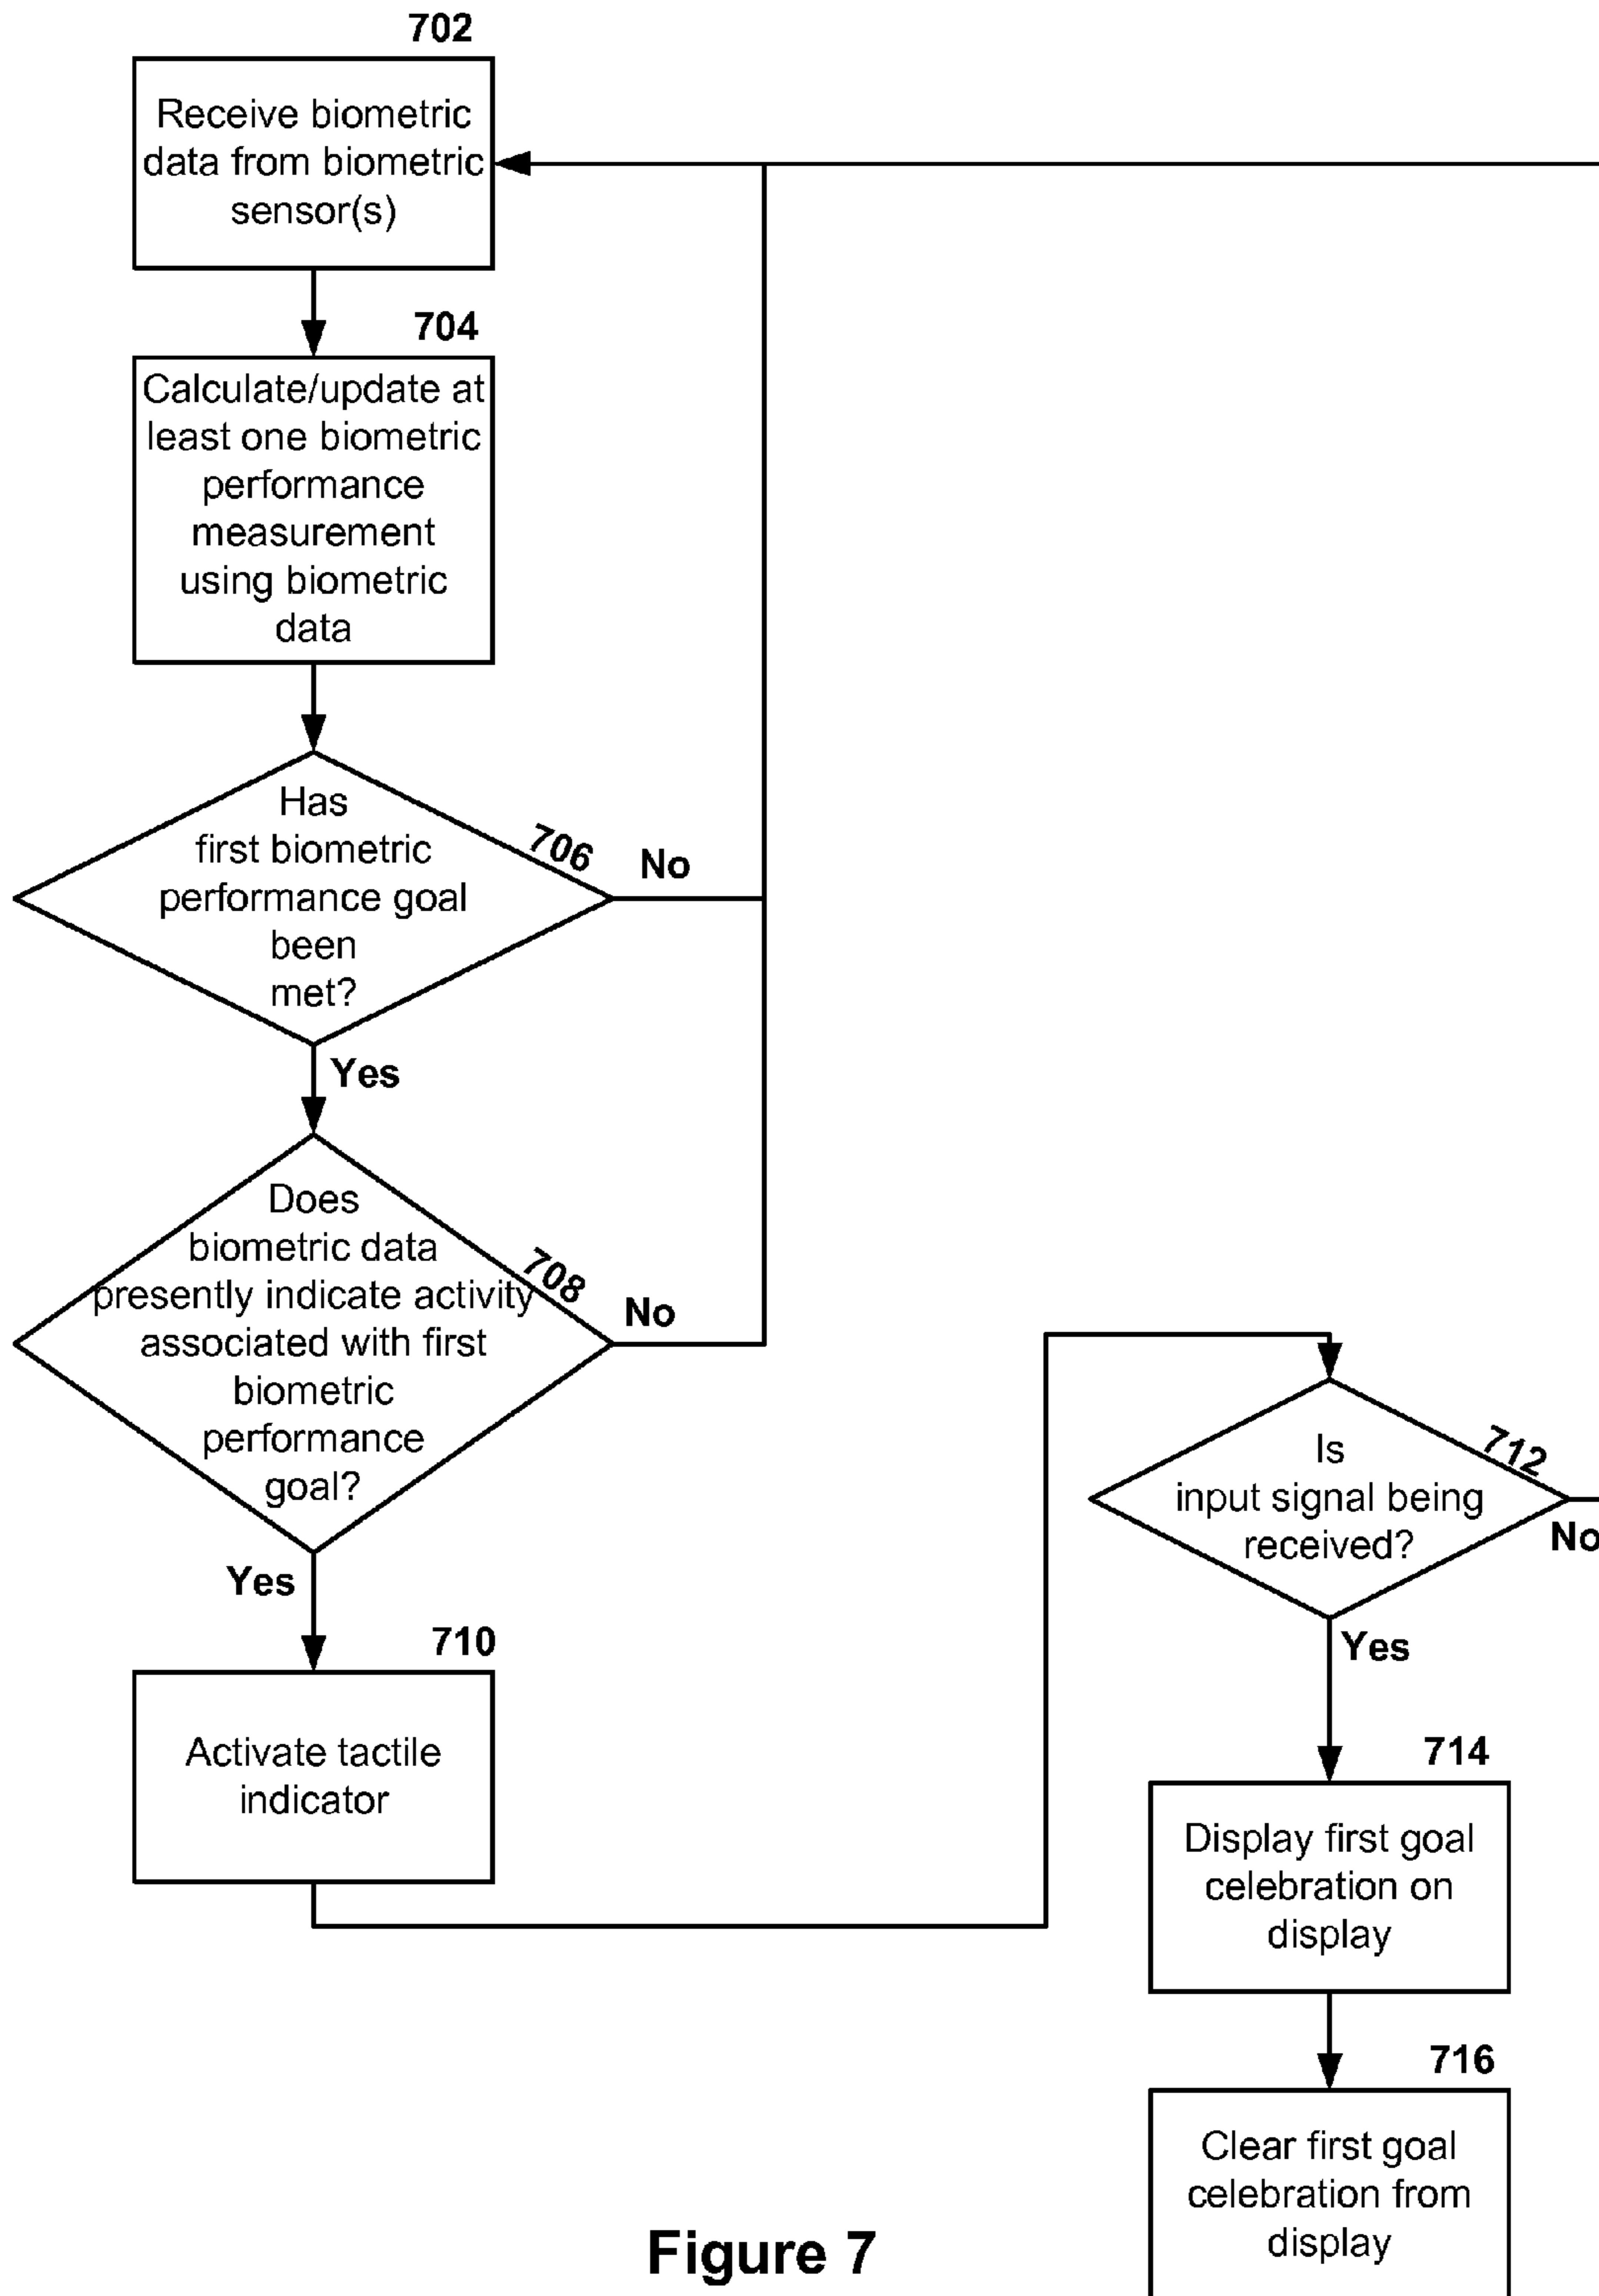 702
Receive biometric
data from biometric
sensor(s)
704
Calculate/update at
least one biometric
performance
measurement
using biometric
data
Has
first biometric
performance goal
been
met?
706
No
Yes
Does
biometric data
presently indicate activity
associated with first
biometric
performance
goal?
708
No
Yes
710
Activate tactile
indicator
Is
input signal being
received?
712
No
Yes
714
Display first goal
celebration on
display
716
Clear first goal
celebration from
display
Figure 7